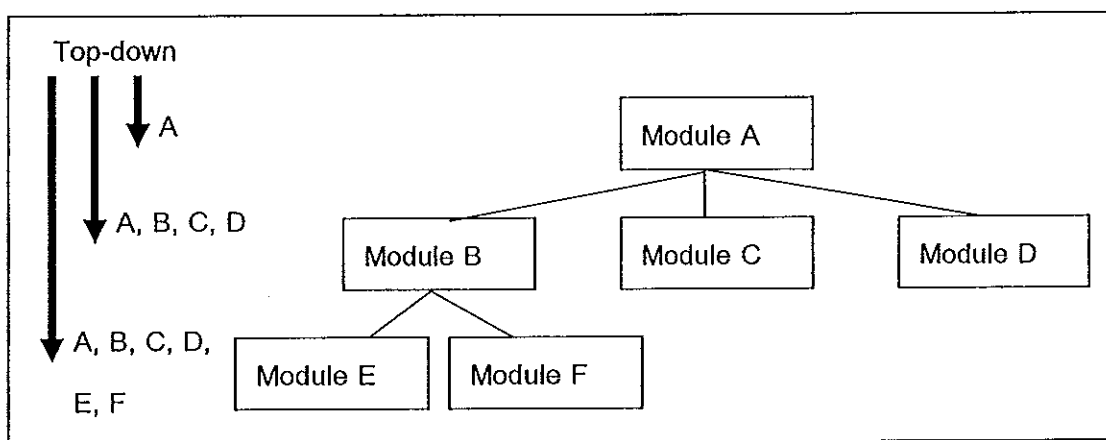 Top-down
A
Module A
A, B, C, D
Module B
Module C
Module D
A, B, C, D,
E, F
Module E
Module F